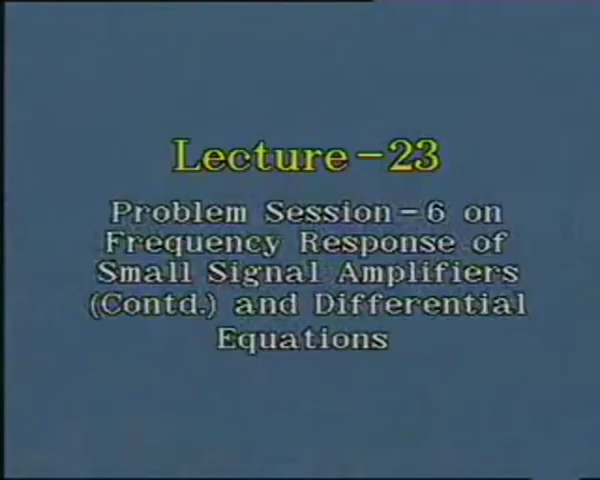 Lecture-23
Problem Session-6 on
Frequency Response of
Small Signal Amplifiers
(Contd.) and Differential
Equations